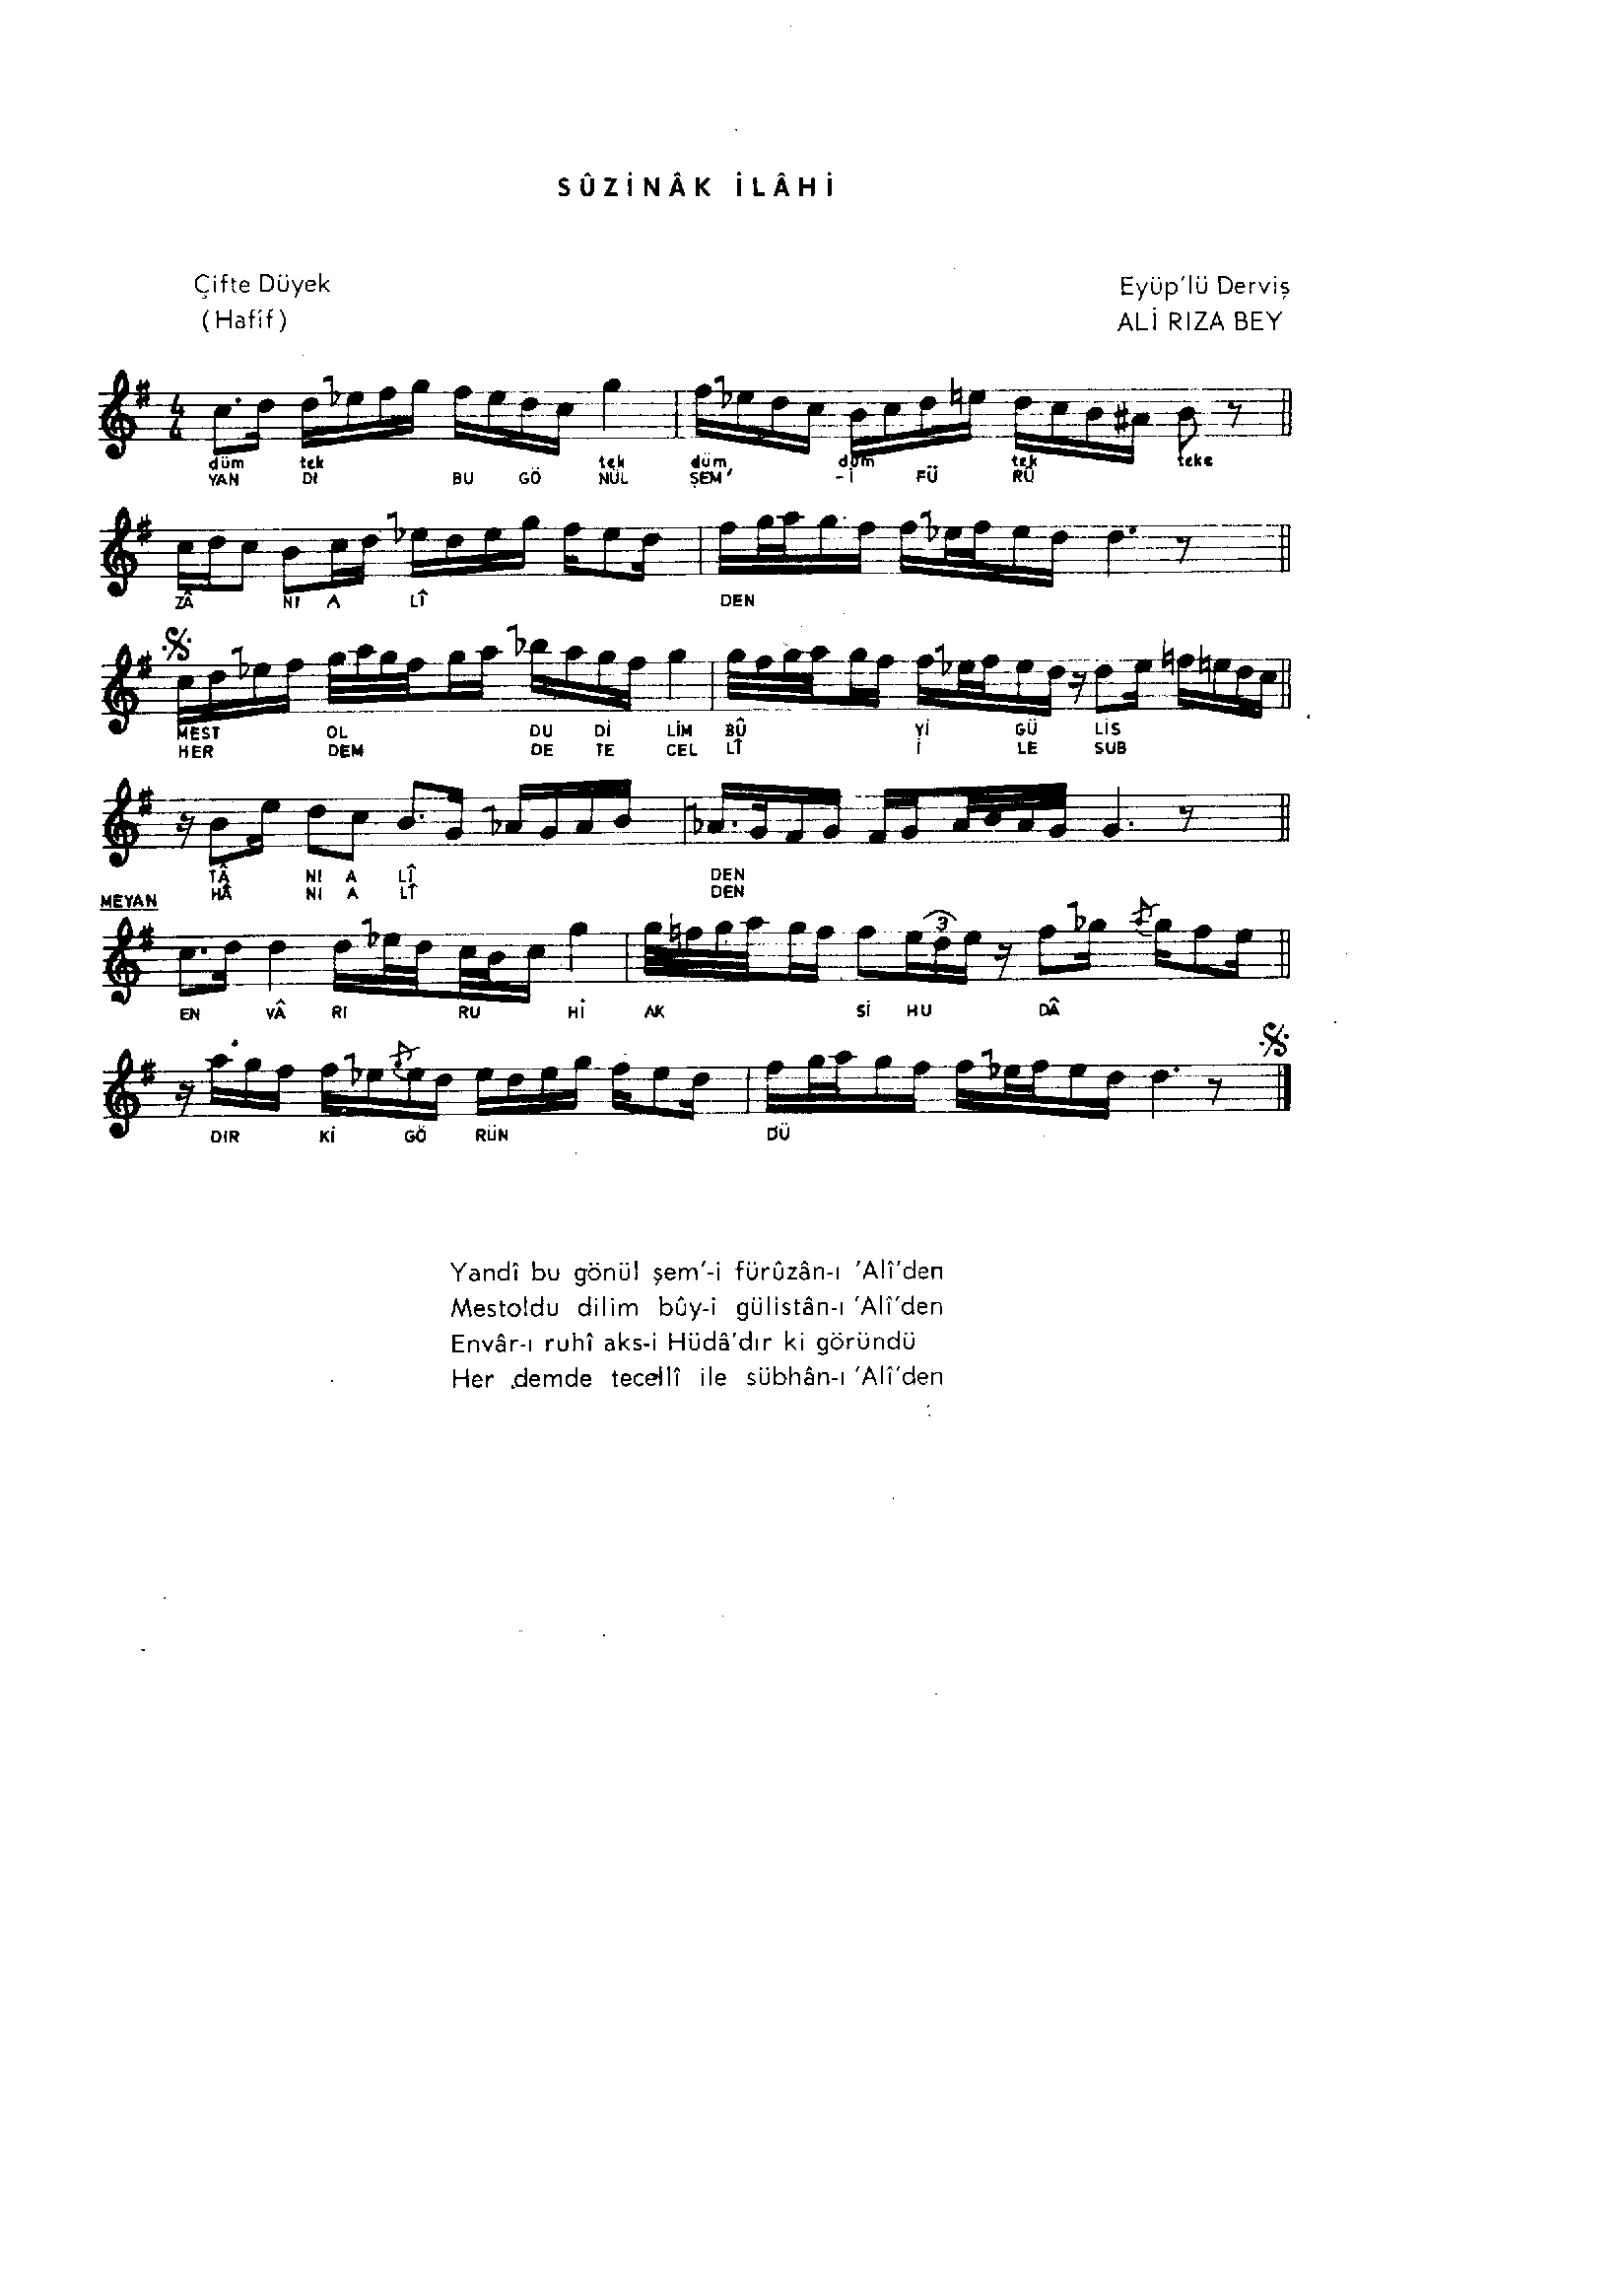 SÛZİNÂK İLÂHİ
Çifte Düyek
(Hafîf)
Eyüp'lü Derviş
ALİ RIZA BEY
4
4
düm tek tek düm düm tek teke
YAN DI BU GÖ NÜL ŞEM' -İ FÜ RÛ
ZÂ NI A LÎ DEN
MEST OL DU Dİ LİM BÛ Yİ GÜ LİS
HER DEM DE TE CEL LÎ İ LE SUB
TÂ NI A LÎ DEN
HÂ NI A LÎ DEN
MEYAN
3
EN VÂ RI RU Hİ AK Sİ HU DÂ
DIR Kİ GÖ RÜN DÜ
Yandî bu gönül şem'-i fürûzân-ı 'Alî'den
Mestoldu dilim bûy-i gülistân-ı 'Alî'den
Envâr-ı ruhî aks-i Hüdâ'dır ki göründü
Her demde tecellî ile sübhân-ı 'Alî'den